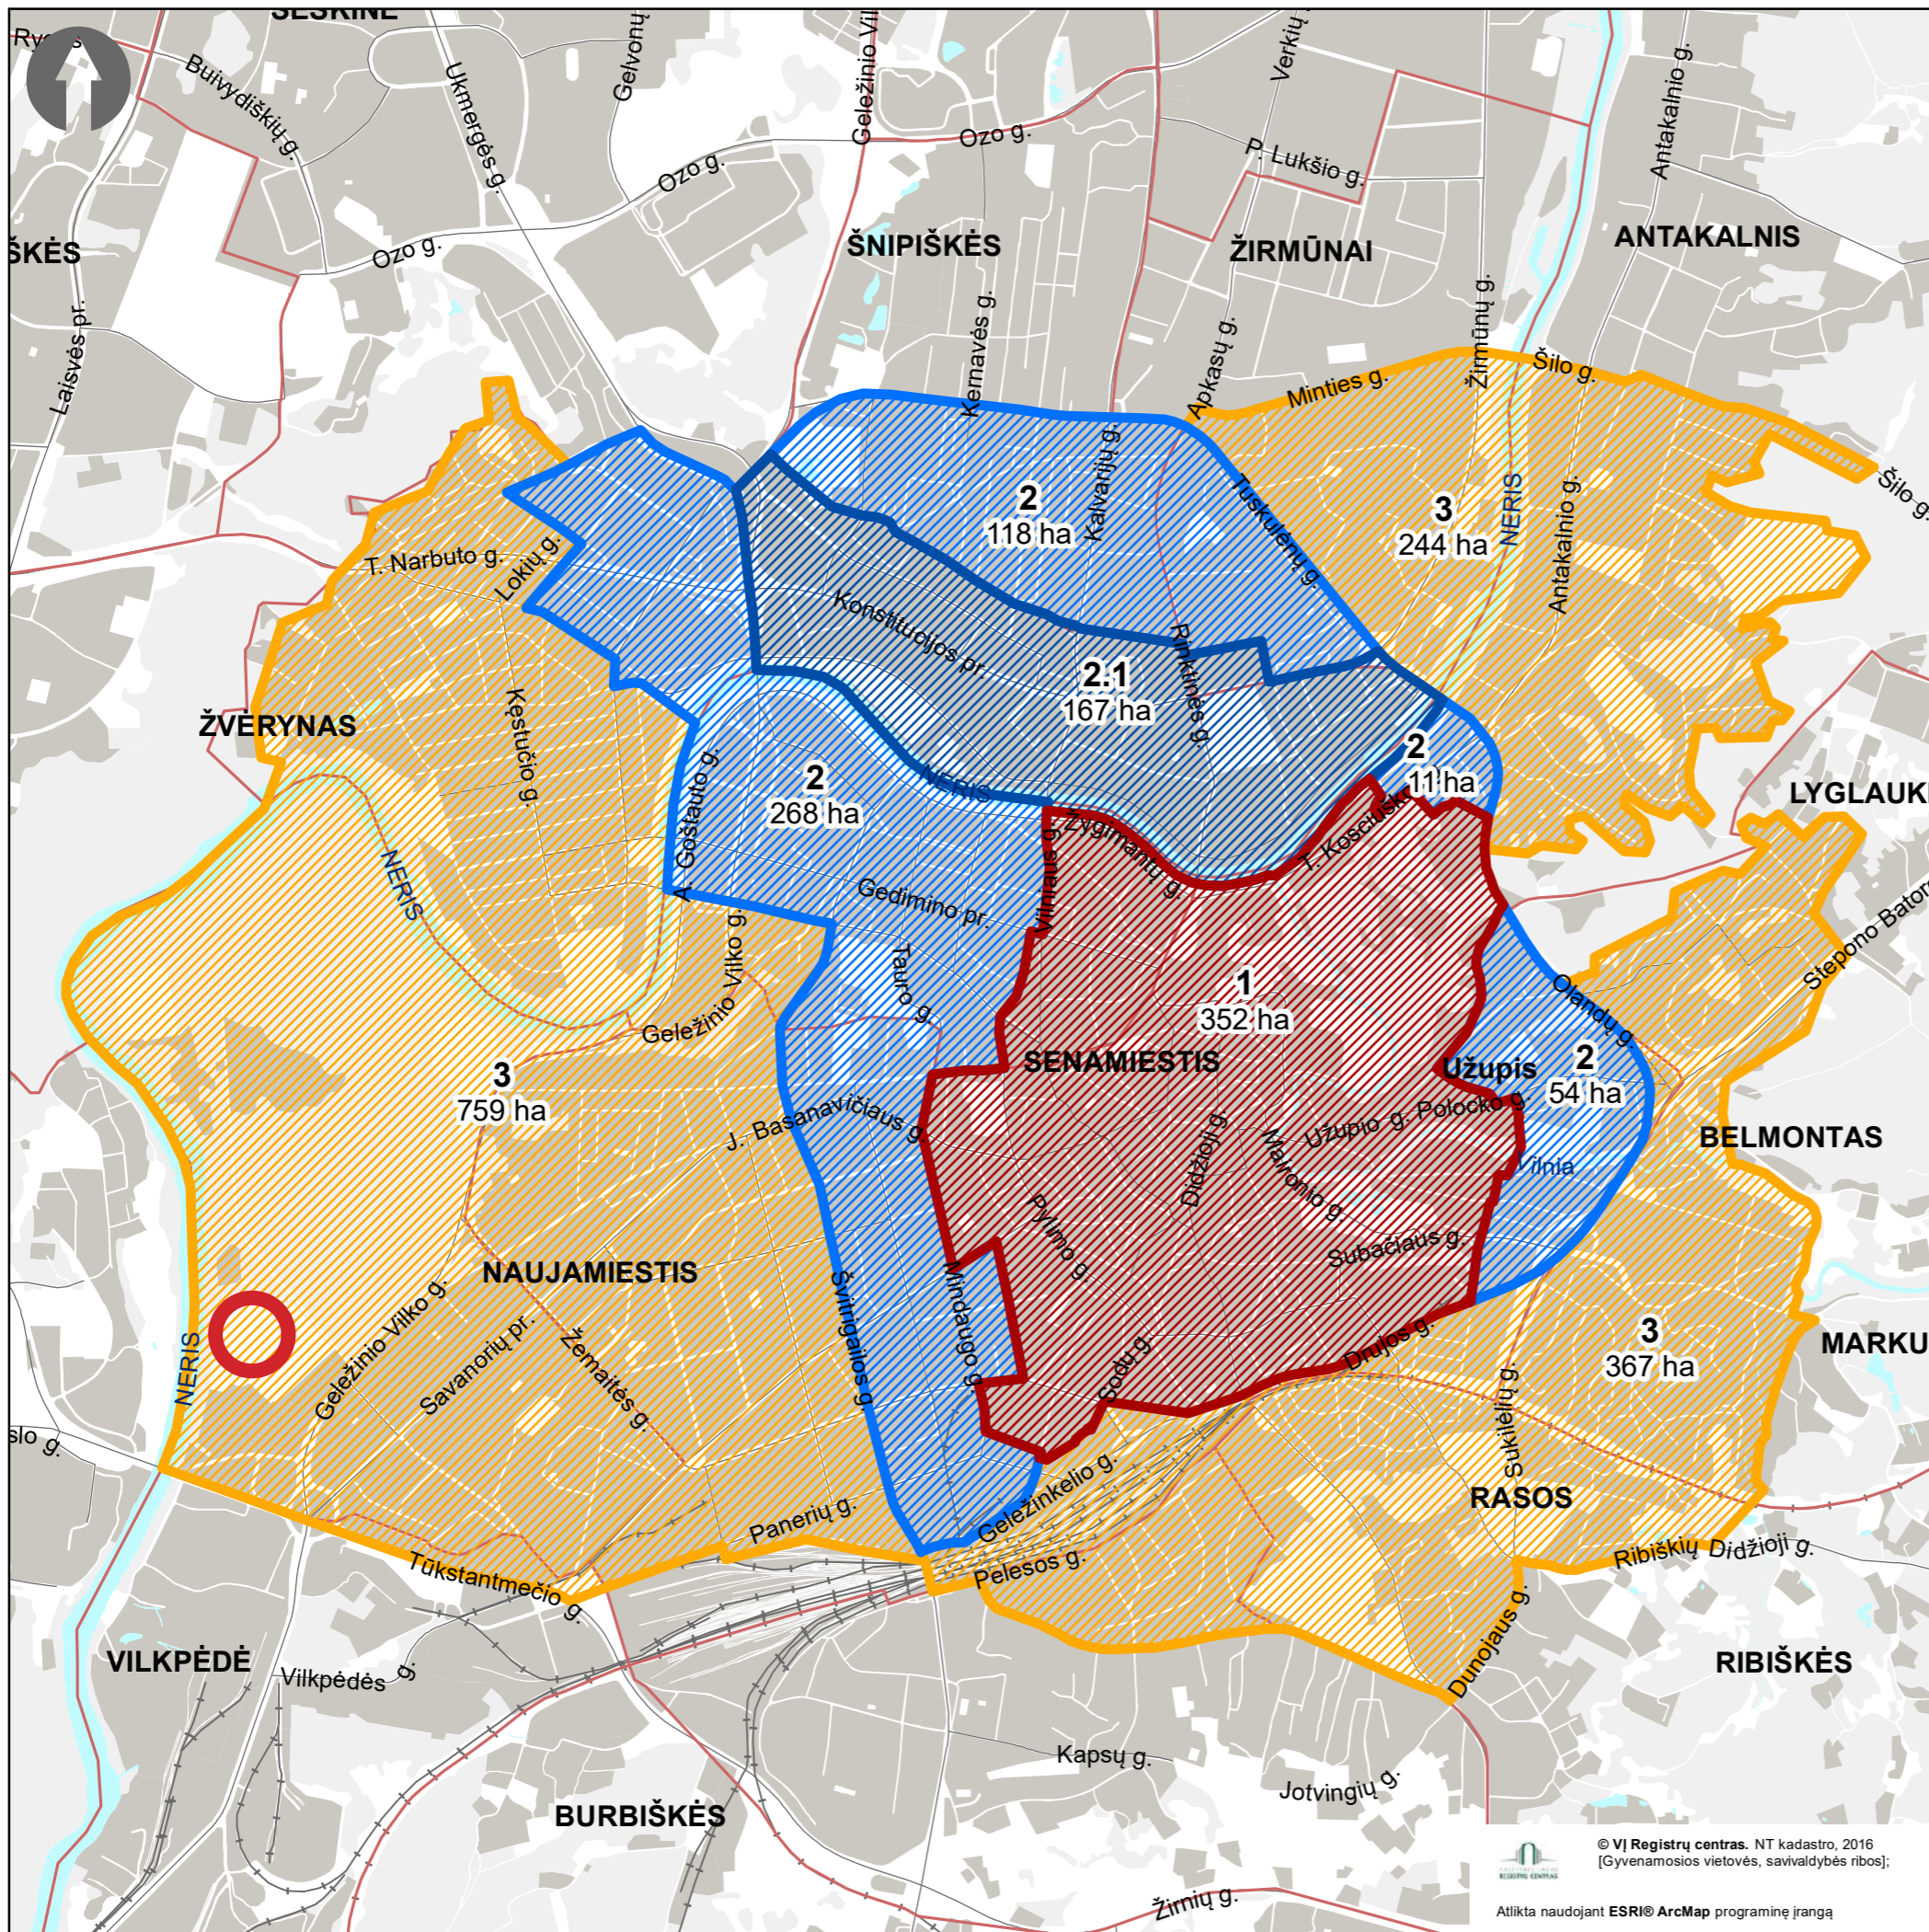 ŠEŠKINĖ
Buivydiškių g.
Ukmergės g.
Gelvonų
Geležinio Vil
Ozo g.
Verkių
Antakalnio g.
P. Lukšio g.
Antakalnio g.
Ozo g.
Ozo g.
ŠKĖS
ŠNIPIŠKĖS
ŽIRMŪNAI
ANTAKALNIS
Laisvės pr.
Kernavės g.
Apkasų g.
Žirmūnų g.
Minties g.
Šilo g.
Kalvarijų g.
Tuskulėnų g.
Šilo g.
2
118 ha
3
244 ha
NERIS
Antakalnio g.
T. Narbuto g.
Lokių g.
Konstitucijos pr.
Rinktinės g.
2.1
167 ha
ŽVĖRYNAS
Kęstučio g.
A. Goštauto g.
2
268 ha
NERIS
2
11 ha
LYGLAUKI
Žygimantų g.
T. Kosciuško
Vilniaus g.
NERIS
Gedimino pr.
Geležinio Vilko g.
Tauro g.
Geležinio Vilko g.
Stepono Batoro
Olandų g.
1
352 ha
SENAMIESTIS
Užupis
2
54 ha
3
759 ha
J. Basanavičiaus g.
Užupio g.
Polocko g.
BELMONTAS
Didžioji g.
Maironio g.
Vilnia
Pylimo g.
Subačiaus g.
NAUJAMIESTIS
Švitrigailos g.
Mindaugo g.
Sodų g.
Drujos g.
3
367 ha
MARKU
NERIS
Geležinio Vilko g.
Savanorių pr.
Žemaitės g.
Sukilėlių g.
slo g.
RASOS
Panerių g.
Geležinkelio g.
Pelesos g.
Tūkstantmečio g.
Ribiškių Didžioji g.
Dunojaus g.
VILKPĖDĖ
Vilkpėdės g.
RIBIŠKĖS
Kapsų g.
Jotvingių g.
BURBIŠKĖS
Žirnių g.
REGISTRŲ CENTRAS
© VĮ Registrų centras. NT kadastro, 2016
[Gyvenamosios vietovės, savivaldybės ribos];
Atlikta naudojant ESRI® ArcMap programinę įrangą